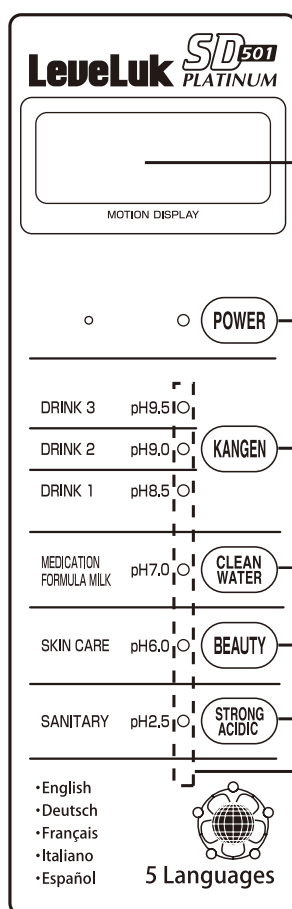 LeveLuk SD501
PLATINUM
MOTION DISPLAY
POWER
DRINK 3 pH9.5
DRINK 2 pH9.0 KANGEN
DRINK 1 pH8.5
MEDICATION
FORMULA MILK pH7.0 CLEAN
WATER
SKIN CARE pH6.0 BEAUTY
SANITARY pH2.5 STRONG
ACIDIC
•English
•Deutsch
•Français
•Italiano
•Español
5 Languages